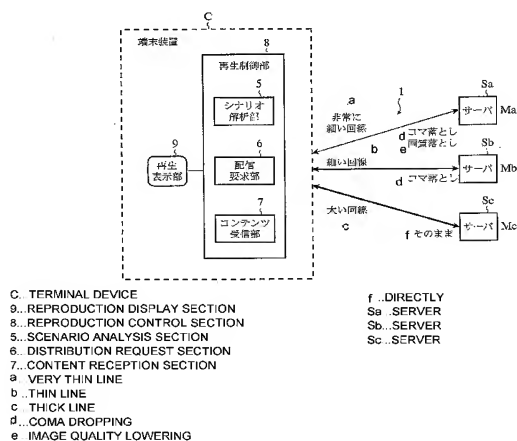 C
端末装置
8
再生制御部
5
シナリオ
解析部
6
配信
要求部
7
コンテンツ
受信部
9
再生
表示部
a
非常に
細い回線
1
d コマ落とし
e 画質落とし
b 細い回線
d コマ落とし
太い回線
c
f そのまま
Sa
サーバ Ma
Sb
サーバ Mb
Sc
サーバ Mc
C...TERMINAL DEVICE
9...REPRODUCTION DISPLAY SECTION
8...REPRODUCTION CONTROL SECTION
5...SCENARIO ANALYSIS SECTION
6...DISTRIBUTION REQUEST SECTION
7...CONTENT RECEPTION SECTION
a...VERY THIN LINE
b...THIN LINE
c...THICK LINE
d...COMA DROPPING
e...IMAGE QUALITY LOWERING
f...DIRECTLY
Sa...SERVER
Sb...SERVER
Sc...SERVER